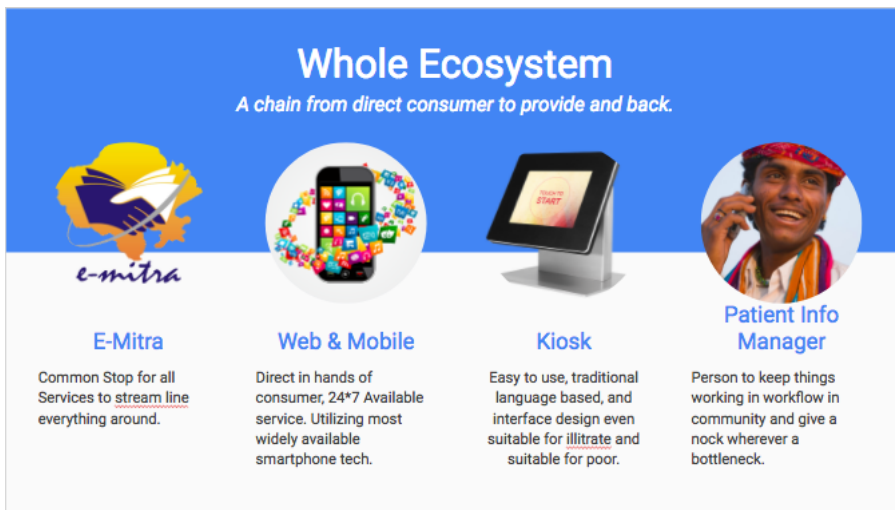 Whole Ecosystem
A chain from direct consumer to provide and back.
e-mitra
TOUCH TO
START
E-Mitra
Common Stop for all
Services to stream line
everything around.
Web & Mobile
Direct in hands of
consumer, 24*7 Available
service. Utilizing most
widely available
smartphone tech.
Kiosk
Easy to use, traditional
language based, and
interface design even
suitable for illitrate and
suitable for poor.
Patient Info
Manager
Person to keep things
working in workflow in
community and give a
nock wherever a
bottleneck.